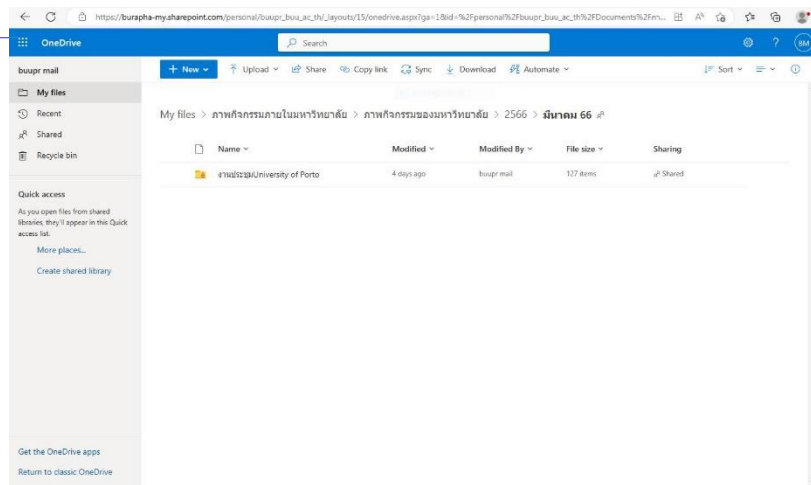 https://burapha-my.sharepoint.com/personal/buupr_buu_ac_th/_layouts/15/onedrive.aspx?ga=1&id=%2Fpersonal%2Fbuupr_buu_ac_th%2FDocuments%2F...
OneDrive
Search
? BM
buupr mail
+ New Upload Share Copy link Sync Download Automate Sort
My files
Recent
Shared
Recycle bin
Quick access
As you open files from shared
libraries, they'll appear in this Quick
access list.
More places...
Create shared library
Get the OneDrive apps
Return to classic OneDrive
My files > ภาพกิจกรรมภายในมหาวิทยาลัย > ภาพกิจกรรมของมหาวิทยาลัย > 2566 > มีนาคม 66
Name Modified Modified By File size Sharing
งานประชุมUniversity of Porto 4 days ago buupr mail 127 items Shared